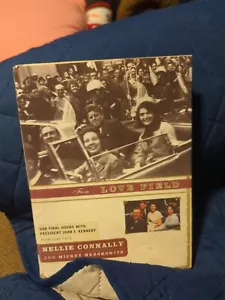 From LOVE FIELD
OUR FINAL HOURS WITH
PRESIDENT JOHN F. KENNEDY
NELLIE CONNALLY
AND MICKEY HERSKOWITZ